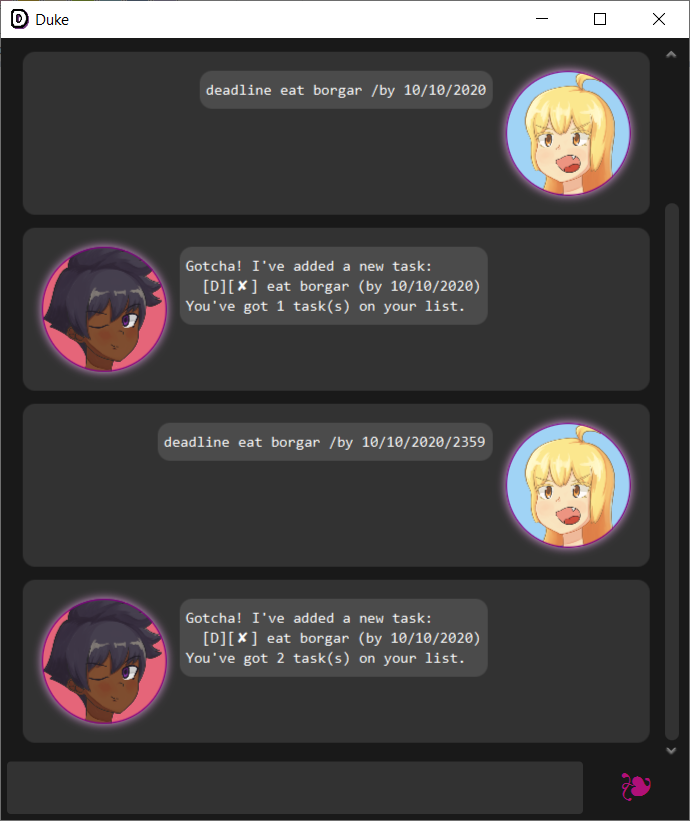 Duke
deadline eat borgar /by 10/10/2020
Gotcha! I've added a new task:
[D][✘] eat borgar (by 10/10/2020)
You've got 1 task(s) on your list.
deadline eat borgar /by 10/10/2020/2359
Gotcha! I've added a new task:
[D][✘] eat borgar (by 10/10/2020)
You've got 2 task(s) on your list.